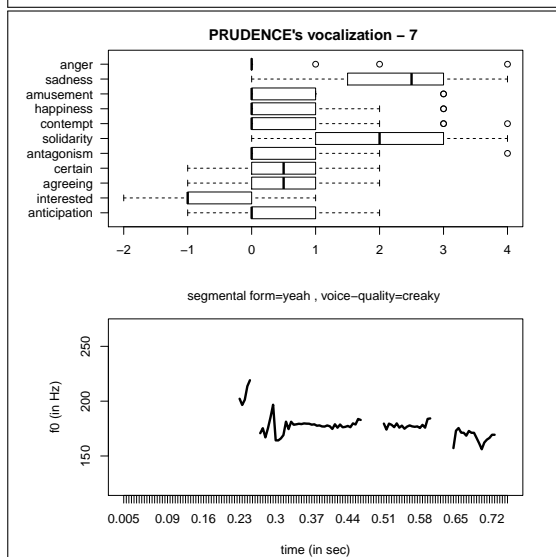 PRUDENCE's vocalization − 7
anger
sadness
amusement
happiness
contempt
solidarity
antagonism
certain
agreeing
interested
anticipation
−2 −1 0 1 2 3 4
segmental form=yeah , voice−quality=creaky
f0 (in Hz)
250
200
150
0.005 0.09 0.16 0.23 0.3 0.37 0.44 0.51 0.58 0.65 0.72
time (in sec)